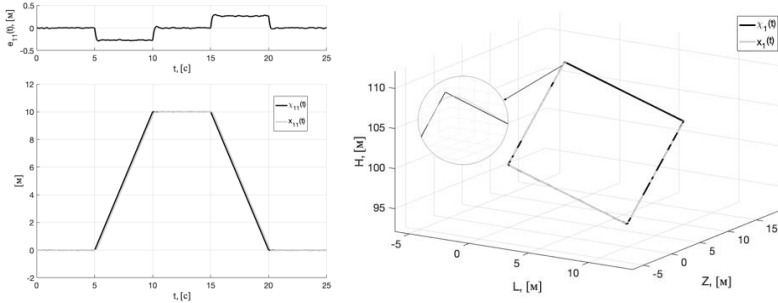 0.5
0
-0.5
e₁₁(t), [м]
0 5 10 15 20 25
t, [с]
12
10
8
6
4
2
0
[м]
χ₁₁(t)
x₁₁(t)
0 5 10 15 20 25
t, [с]
χ₁(t)
x₁(t)
110
105
100
95
H, [м]
-5 0 5 10
L, [м]
-5 0 5 10 15
Z, [м]